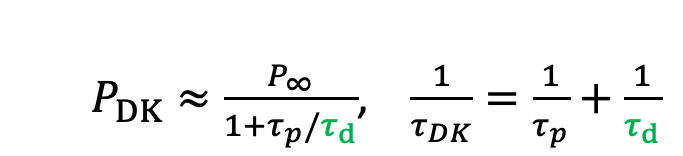 P_DK ≈ P_∞ / (1+τ_p/τ_d), 1/τ_DK = 1/τ_p + 1/τ_d